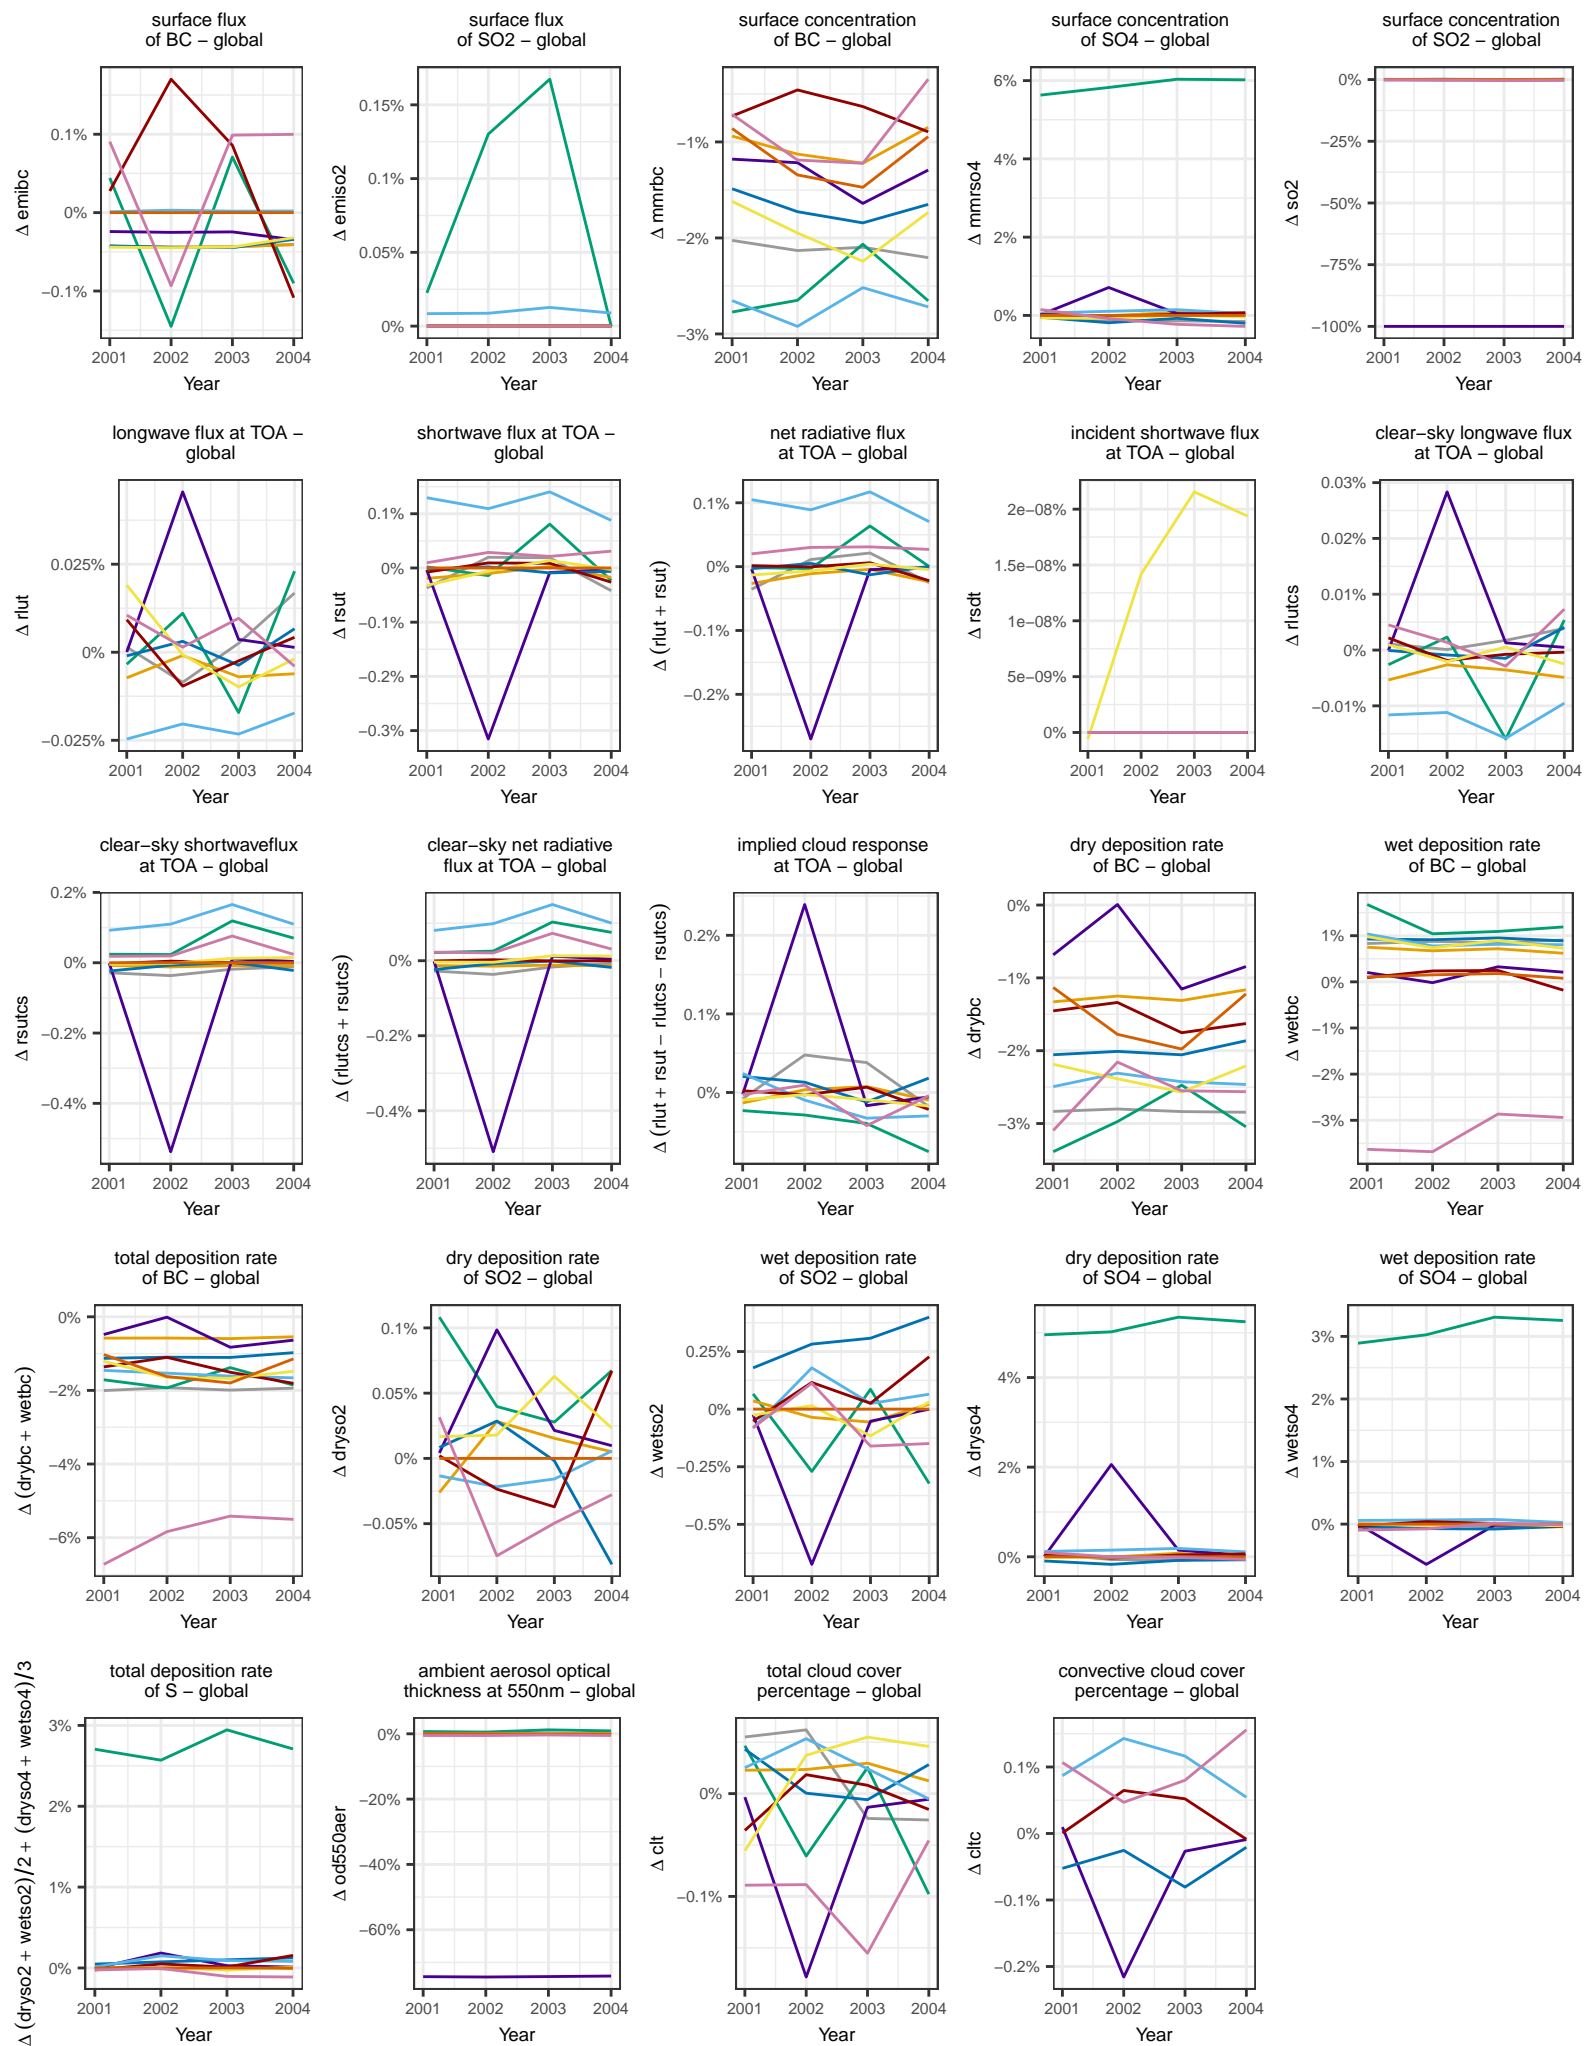 surface flux
of BC − global
surface flux
of SO2 − global
surface concentration
of BC − global
surface concentration
of SO4 − global
surface concentration
of SO2 − global
Δ emibc
0.1%
0%
−0.1%
2001 2002 2003 2004
Year
Δ emiso2
0.15%
0.1%
0.05%
0%
2001 2002 2003 2004
Year
Δ mmrbc
−1%
−2%
−3%
2001 2002 2003 2004
Year
Δ mmrso4
6%
4%
2%
0%
2001 2002 2003 2004
Year
Δ so2
0%
−25%
−50%
−75%
−100%
2001 2002 2003 2004
Year
longwave flux at TOA −
global
shortwave flux at TOA −
global
net radiative flux
at TOA − global
incident shortwave flux
at TOA − global
clear−sky longwave flux
at TOA − global
Δ rlut
0.025%
0%
−0.025%
2001 2002 2003 2004
Year
Δ rsut
0.1%
0%
−0.1%
−0.2%
−0.3%
2001 2002 2003 2004
Year
Δ (rlut + rsut)
0.1%
0%
−0.1%
−0.2%
2001 2002 2003 2004
Year
Δ rsdt
2e−08%
1.5e−08%
1e−08%
5e−09%
0%
2001 2002 2003 2004
Year
Δ rlutcs
0.03%
0.02%
0.01%
0%
−0.01%
2001 2002 2003 2004
Year
clear−sky shortwaveflux
at TOA − global
clear−sky net radiative
flux at TOA − global
implied cloud response
at TOA − global
dry deposition rate
of BC − global
wet deposition rate
of BC − global
Δ rsutcs
0.2%
0%
−0.2%
−0.4%
2001 2002 2003 2004
Year
Δ (rlutcs + rsutcs)
0%
−0.2%
−0.4%
2001 2002 2003 2004
Year
Δ (rlut + rsut − rlutcs − rsutcs)
0.2%
0.1%
0%
2001 2002 2003 2004
Year
Δ drybc
0%
−1%
−2%
−3%
2001 2002 2003 2004
Year
Δ wetbc
1%
0%
−1%
−2%
−3%
2001 2002 2003 2004
Year
total deposition rate
of BC − global
dry deposition rate
of SO2 − global
wet deposition rate
of SO2 − global
dry deposition rate
of SO4 − global
wet deposition rate
of SO4 − global
Δ (drybc + wetbc)
0%
−2%
−4%
−6%
2001 2002 2003 2004
Year
Δ dryso2
0.1%
0.05%
0%
−0.05%
2001 2002 2003 2004
Year
Δ wetso2
0.25%
0%
−0.25%
−0.5%
2001 2002 2003 2004
Year
Δ dryso4
4%
2%
0%
2001 2002 2003 2004
Year
Δ wetso4
3%
2%
1%
0%
2001 2002 2003 2004
Year
total deposition rate
of S − global
ambient aerosol optical
thickness at 550nm − global
total cloud cover
percentage − global
convective cloud cover
percentage − global
Δ (dryso2 + wetso2)/2 + (dryso4 + wetso4)/3
3%
2%
1%
0%
2001 2002 2003 2004
Year
Δ od550aer
0%
−20%
−40%
−60%
2001 2002 2003 2004
Year
Δ clt
0%
−0.1%
2001 2002 2003 2004
Year
Δ cltc
0.1%
0%
−0.1%
−0.2%
2001 2002 2003 2004
Year